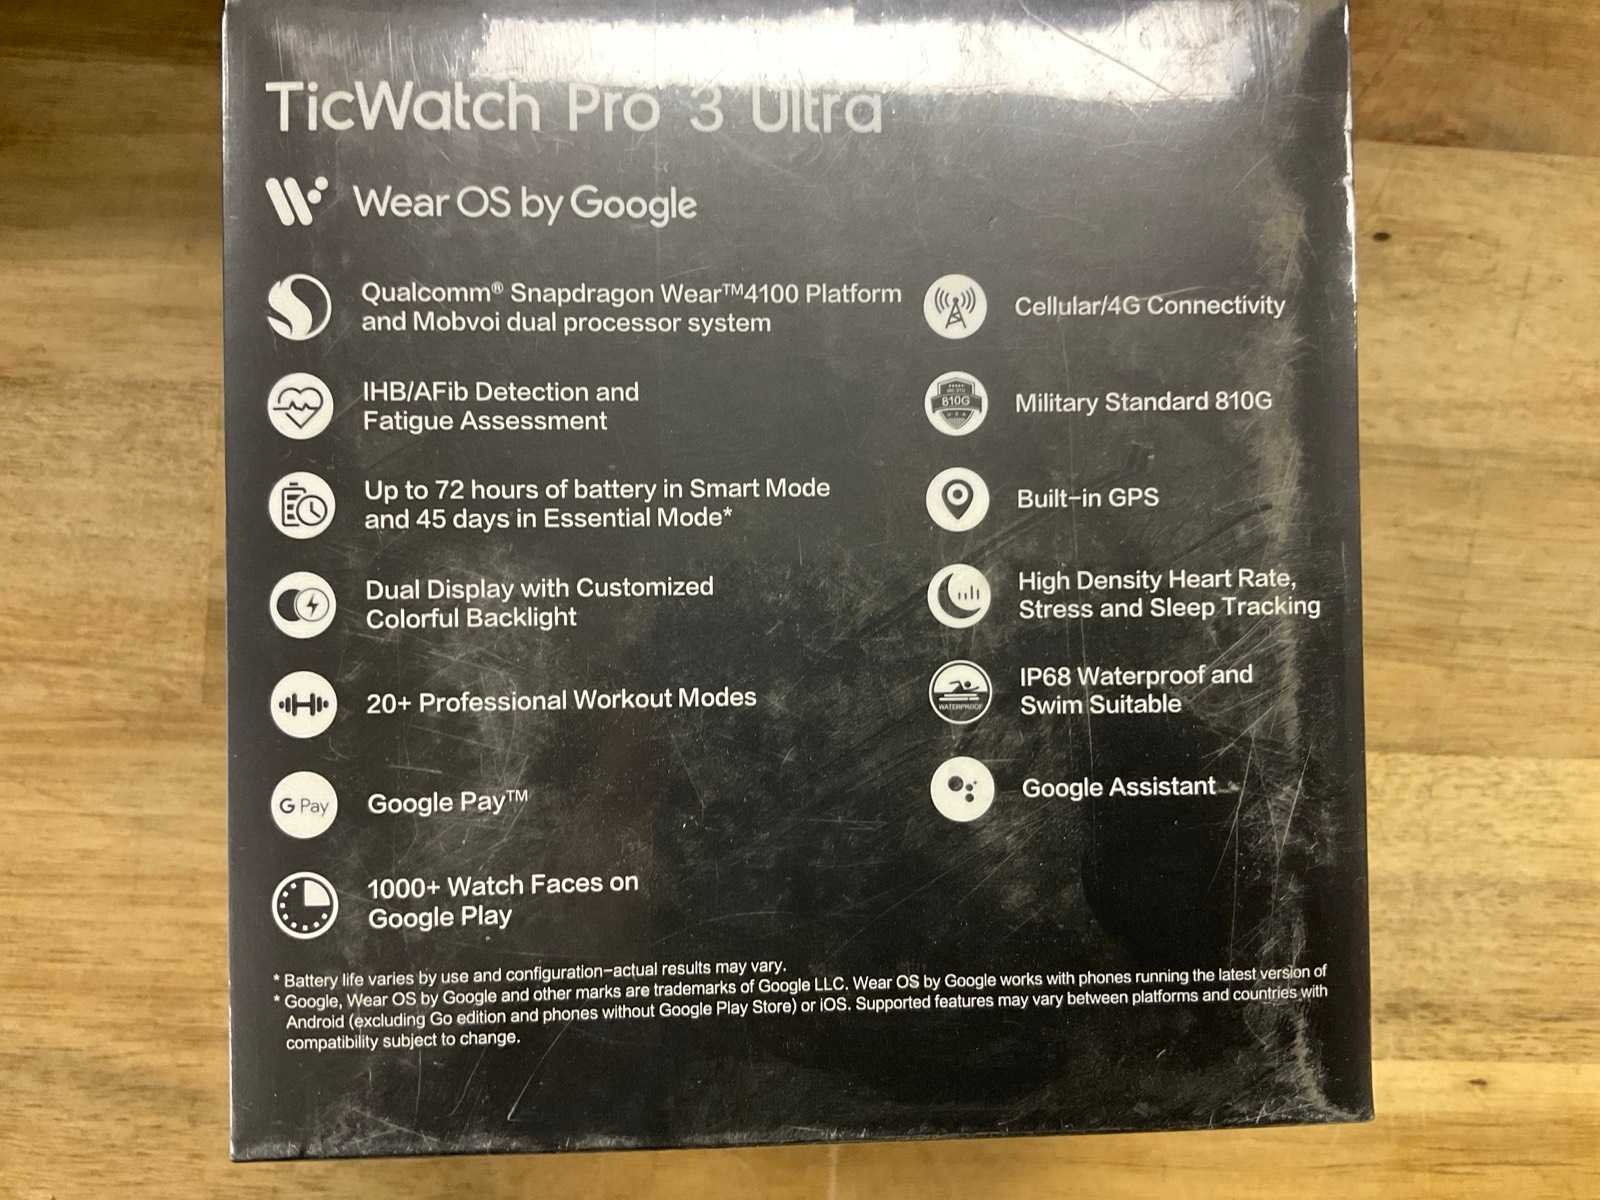 TicWatch Pro 3 Ultra
Wear OS by Google
Qualcomm® Snapdragon Wear™4100 Platform
and Mobvoi dual processor system
IHB/AFib Detection and
Fatigue Assessment
Up to 72 hours of battery in Smart Mode
and 45 days in Essential Mode*
Dual Display with Customized
Colorful Backlight
20+ Professional Workout Modes
G Pay
Google Pay™
1000+ Watch Faces on
Google Play
Cellular/4G Connectivity
810G
Military Standard 810G
Built-in GPS
High Density Heart Rate,
Stress and Sleep Tracking
WATERPROOF
IP68 Waterproof and
Swim Suitable
Google Assistant
* Battery life varies by use and configuration-actual results may vary.
* Google, Wear OS by Google and other marks are trademarks of Google LLC. Wear OS by Google works with phones running the latest version of
Android (excluding Go edition and phones without Google Play Store) or iOS. Supported features may vary between platforms and countries with
compatibility subject to change.